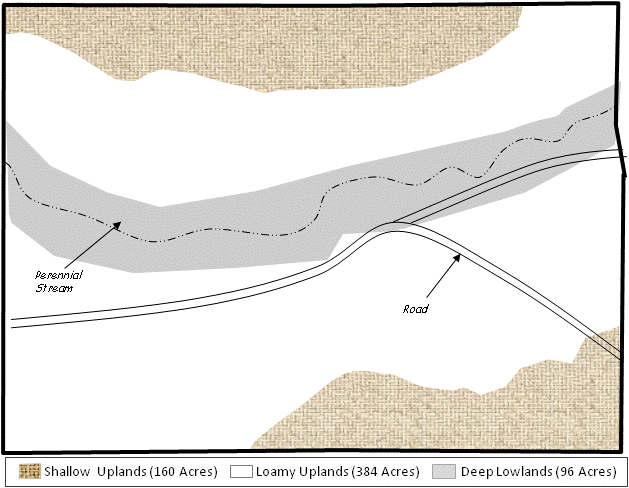 Perennial
Stream
Road
Shallow Uplands (160 Acres)
Loamy Uplands (384 Acres)
Deep Lowlands (96 Acres)